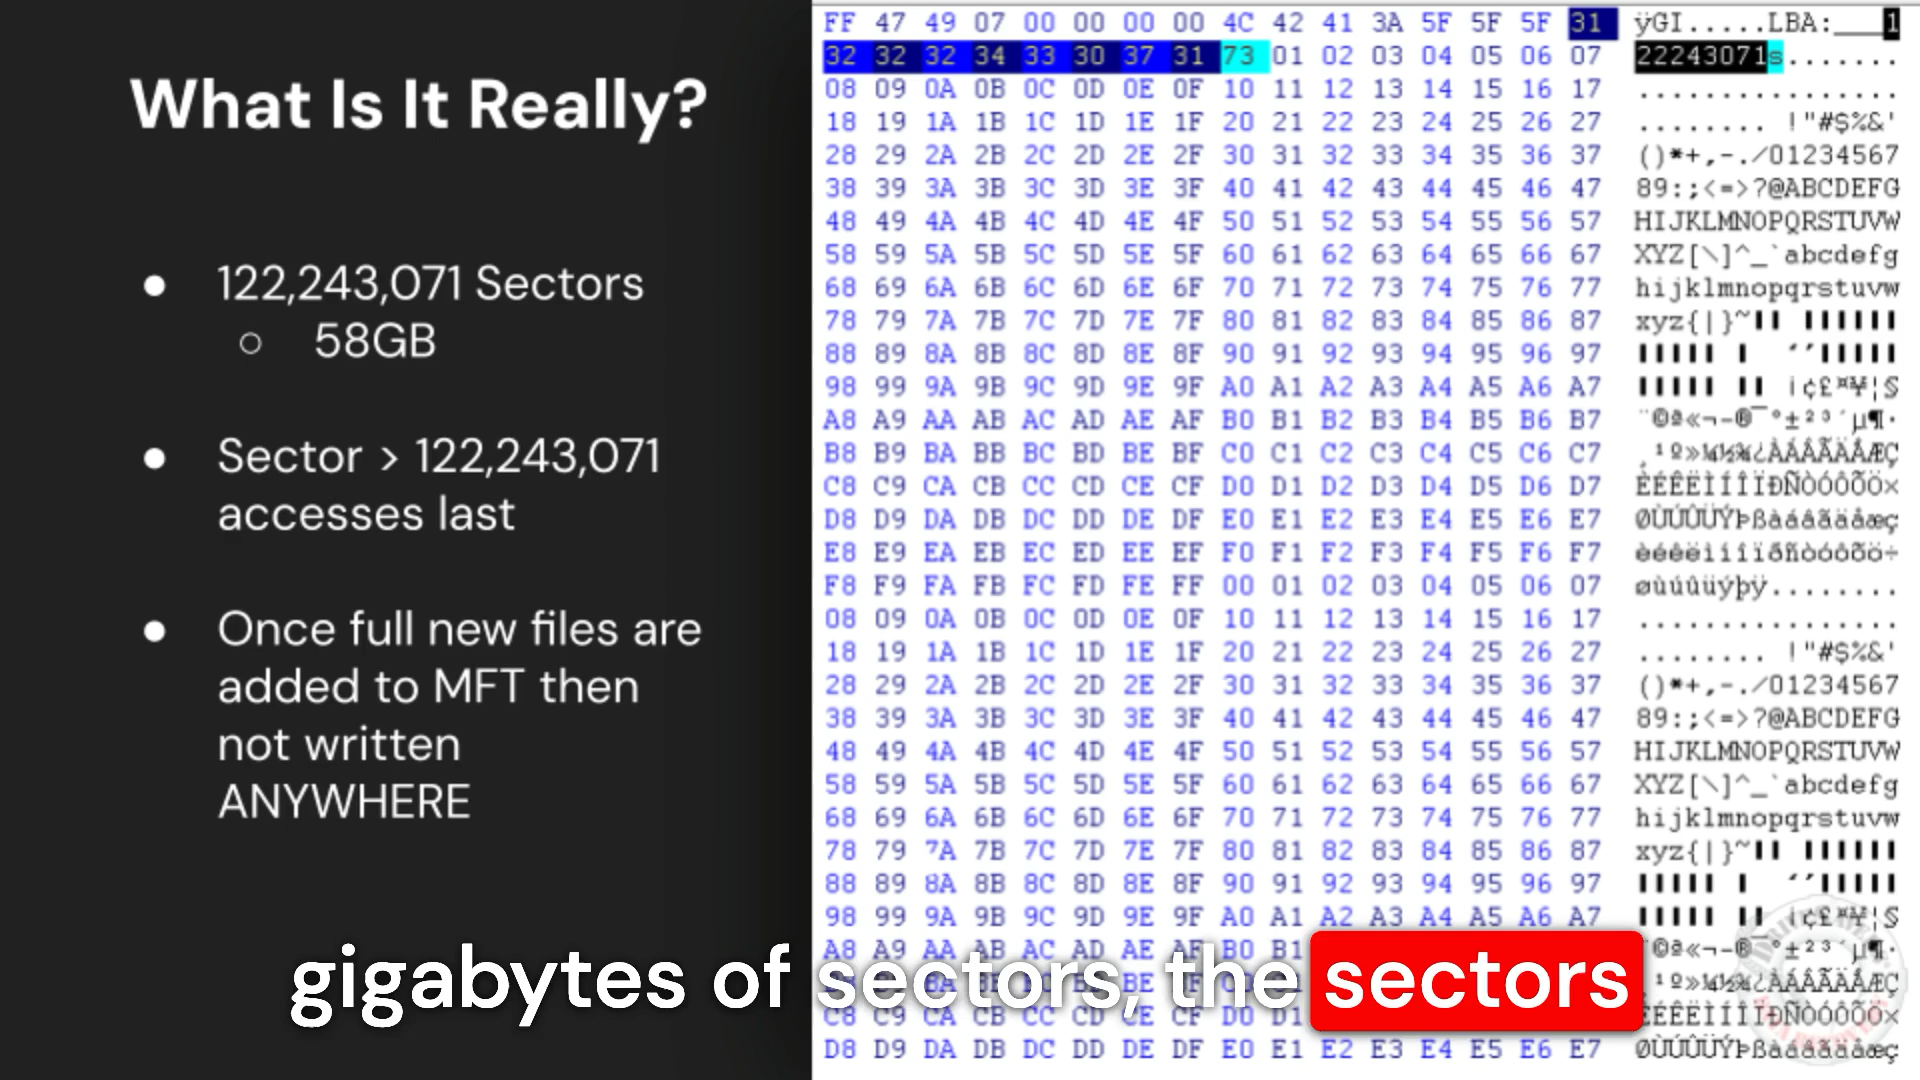 What Is It Really?
122,243,071 Sectors
58GB
Sector > 122,243,071
accesses last
Once full new files are
added to MFT then
not written
ANYWHERE
FF 47 49 07 00 00 00 00 4C 42 41 3A 5F 5F 5F 31 ÿGI.....LBA:___1
32 32 32 34 33 30 37 31 73 01 02 03 04 05 06 07 22243071s.......
08 09 0A 0B 0C 0D 0E 0F 10 11 12 13 14 15 16 17 ................
18 19 1A 1B 1C 1D 1E 1F 20 21 22 23 24 25 26 27 ........ !"#$%&'
28 29 2A 2B 2C 2D 2E 2F 30 31 32 33 34 35 36 37 ()*+,-./01234567
38 39 3A 3B 3C 3D 3E 3F 40 41 42 43 44 45 46 47 89:;<=>?@ABCDEFG
48 49 4A 4B 4C 4D 4E 4F 50 51 52 53 54 55 56 57 HIJKLMNOPQRSTUVW
58 59 5A 5B 5C 5D 5E 5F 60 61 62 63 64 65 66 67 XYZ[\]^_`abcdefg
68 69 6A 6B 6C 6D 6E 6F 70 71 72 73 74 75 76 77 hijklmnopqrstuvw
78 79 7A 7B 7C 7D 7E 7F 80 81 82 83 84 85 86 87 xyz{|}~
88 89 8A 8B 8C 8D 8E 8F 90 91 92 93 94 95 96 97
98 99 9A 9B 9C 9D 9E 9F A0 A1 A2 A3 A4 A5 A6 A7 ¡¢£¤¥¦§
A8 A9 AA AB AC AD AE AF B0 B1 B2 B3 B4 B5 B6 B7 ¨©ª«¬-®¯°±²³´µ¶·
B8 B9 BA BB BC BD BE BF C0 C1 C2 C3 C4 C5 C6 C7 ¸¹º»¼½¾¿ÀÁÂÃÄÅÆÇ
C8 C9 CA CB CC CD CE CF D0 D1 D2 D3 D4 D5 D6 D7 ÈÉÊËÌÍÎÏÐÑÒÓÔÕÖ×
D8 D9 DA DB DC DD DE DF E0 E1 E2 E3 E4 E5 E6 E7 ØÙÚÛÜÝÞßàáâãäåæç
E8 E9 EA EB EC ED EE EF F0 F1 F2 F3 F4 F5 F6 F7 èéêëìíîïðñòóôõö÷
F8 F9 FA FB FC FD FE FF 00 01 02 03 04 05 06 07 øùúûüýþÿ........
08 09 0A 0B 0C 0D 0E 0F 10 11 12 13 14 15 16 17 ................
18 19 1A 1B 1C 1D 1E 1F 20 21 22 23 24 25 26 27 ........ !"#$%&'
28 29 2A 2B 2C 2D 2E 2F 30 31 32 33 34 35 36 37 ()*+,-./01234567
38 39 3A 3B 3C 3D 3E 3F 40 41 42 43 44 45 46 47 89:;<=>?@ABCDEFG
48 49 4A 4B 4C 4D 4E 4F 50 51 52 53 54 55 56 57 HIJKLMNOPQRSTUVW
58 59 5A 5B 5C 5D 5E 5F 60 61 62 63 64 65 66 67 XYZ[\]^_`abcdefg
68 69 6A 6B 6C 6D 6E 6F 70 71 72 73 74 75 76 77 hijklmnopqrstuvw
78 79 7A 7B 7C 7D 7E 7F 80 81 82 83 84 85 86 87 xyz{|}~
88 89 8A 8B 8C 8D 8E 8F 90 91 92 93 94 95 96 97
98 99 9A 9B 9C 9D 9E 9F A0 A1 A2 A3 A4 A5 A6 A7 ¡¢£¤¥¦§
A8 A9 AA AB AC AD AE AF B0 B1 ©ª«¬-®¯°±²³´µ¶·
gigabytes of sectors, the sectors
C8 C9 CA CB CC CD CE CF D0 D1 ÈÉÊËÌÍÎÏÐÑÒÓÔÕÖ×
D8 D9 DA DB DC DD DE DF E0 E1 E2 E3 E4 E5 E6 E7 ØÙÚÛÜÝÞßàáâãäåæç